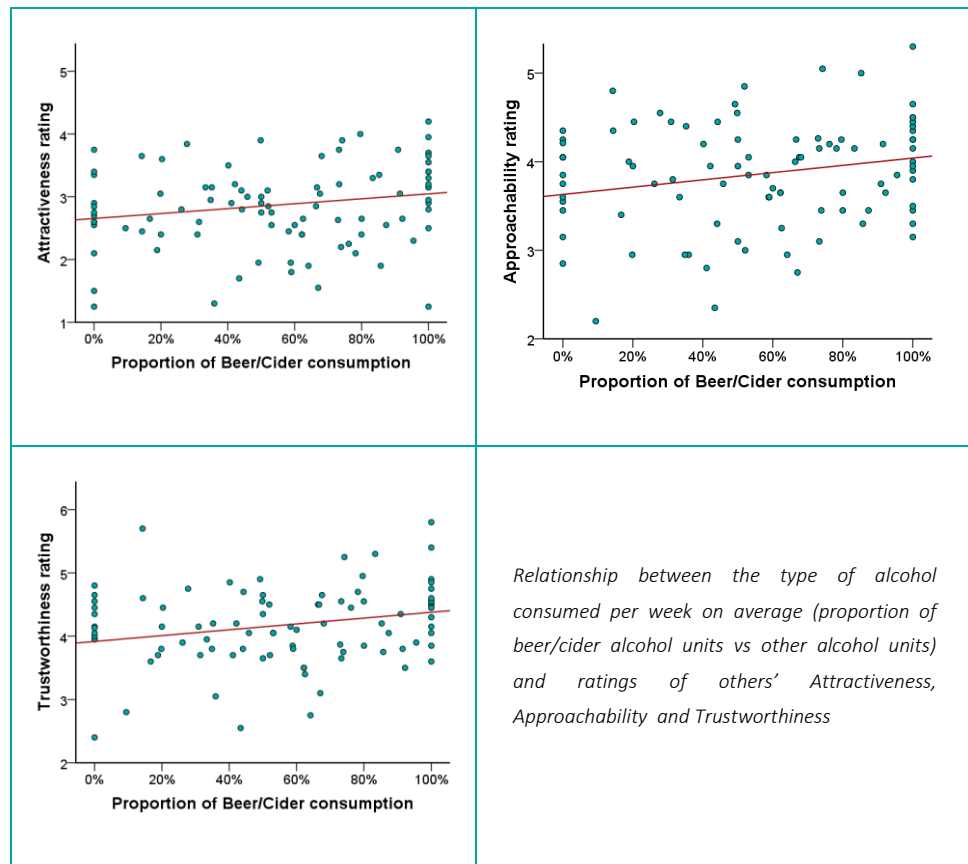 Attractiveness rating
5
4
3
2
1
0%
20%
40%
60%
80%
100%
Proportion of Beer/Cider consumption
Approachability rating
5
4
3
2
0%
20%
40%
60%
80%
100%
Proportion of Beer/Cider consumption
Trustworthiness rating
6
5
4
3
2
0%
20%
40%
60%
80%
100%
Proportion of Beer/Cider consumption
Relationship between the type of alcohol
consumed per week on average (proportion of
beer/cider alcohol units vs other alcohol units)
and ratings of others’ Attractiveness,
Approachability and Trustworthiness